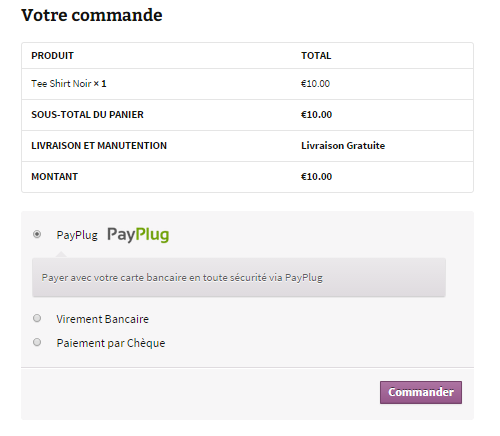 Votre commande
PRODUIT TOTAL
Tee Shirt Noir × 1 €10.00
SOUS-TOTAL DU PANIER €10.00
LIVRAISON ET MANUTENTION Livraison Gratuite
MONTANT €10.00
PayPlug PayPlug
Payer avec votre carte bancaire en toute sécurité via PayPlug
Virement Bancaire
Paiement par Chèque
Commander